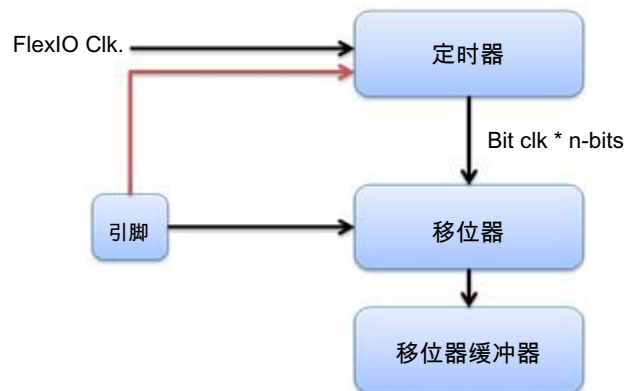 FlexIO Clk.
定时器
Bit clk * n-bits
引脚
移位器
移位器缓冲器